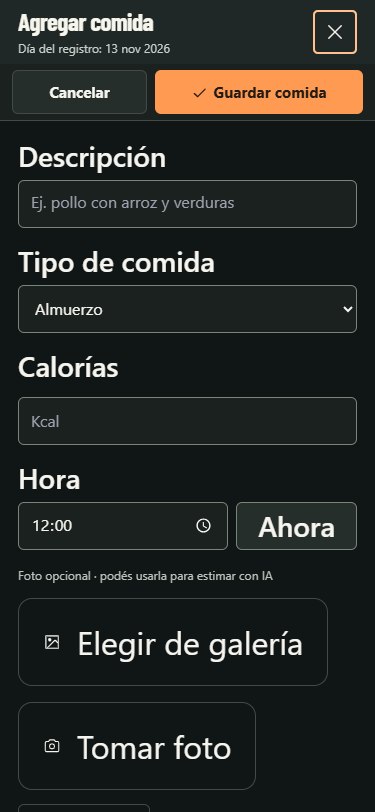 Agregar comida
Día del registro: 13 nov 2026
Cancelar
Guardar comida
Descripción
Ej. pollo con arroz y verduras
Tipo de comida
Almuerzo
Calorías
Kcal
Hora
12:00
Ahora
Foto opcional · podés usarla para estimar con IA
Elegir de galería
Tomar foto